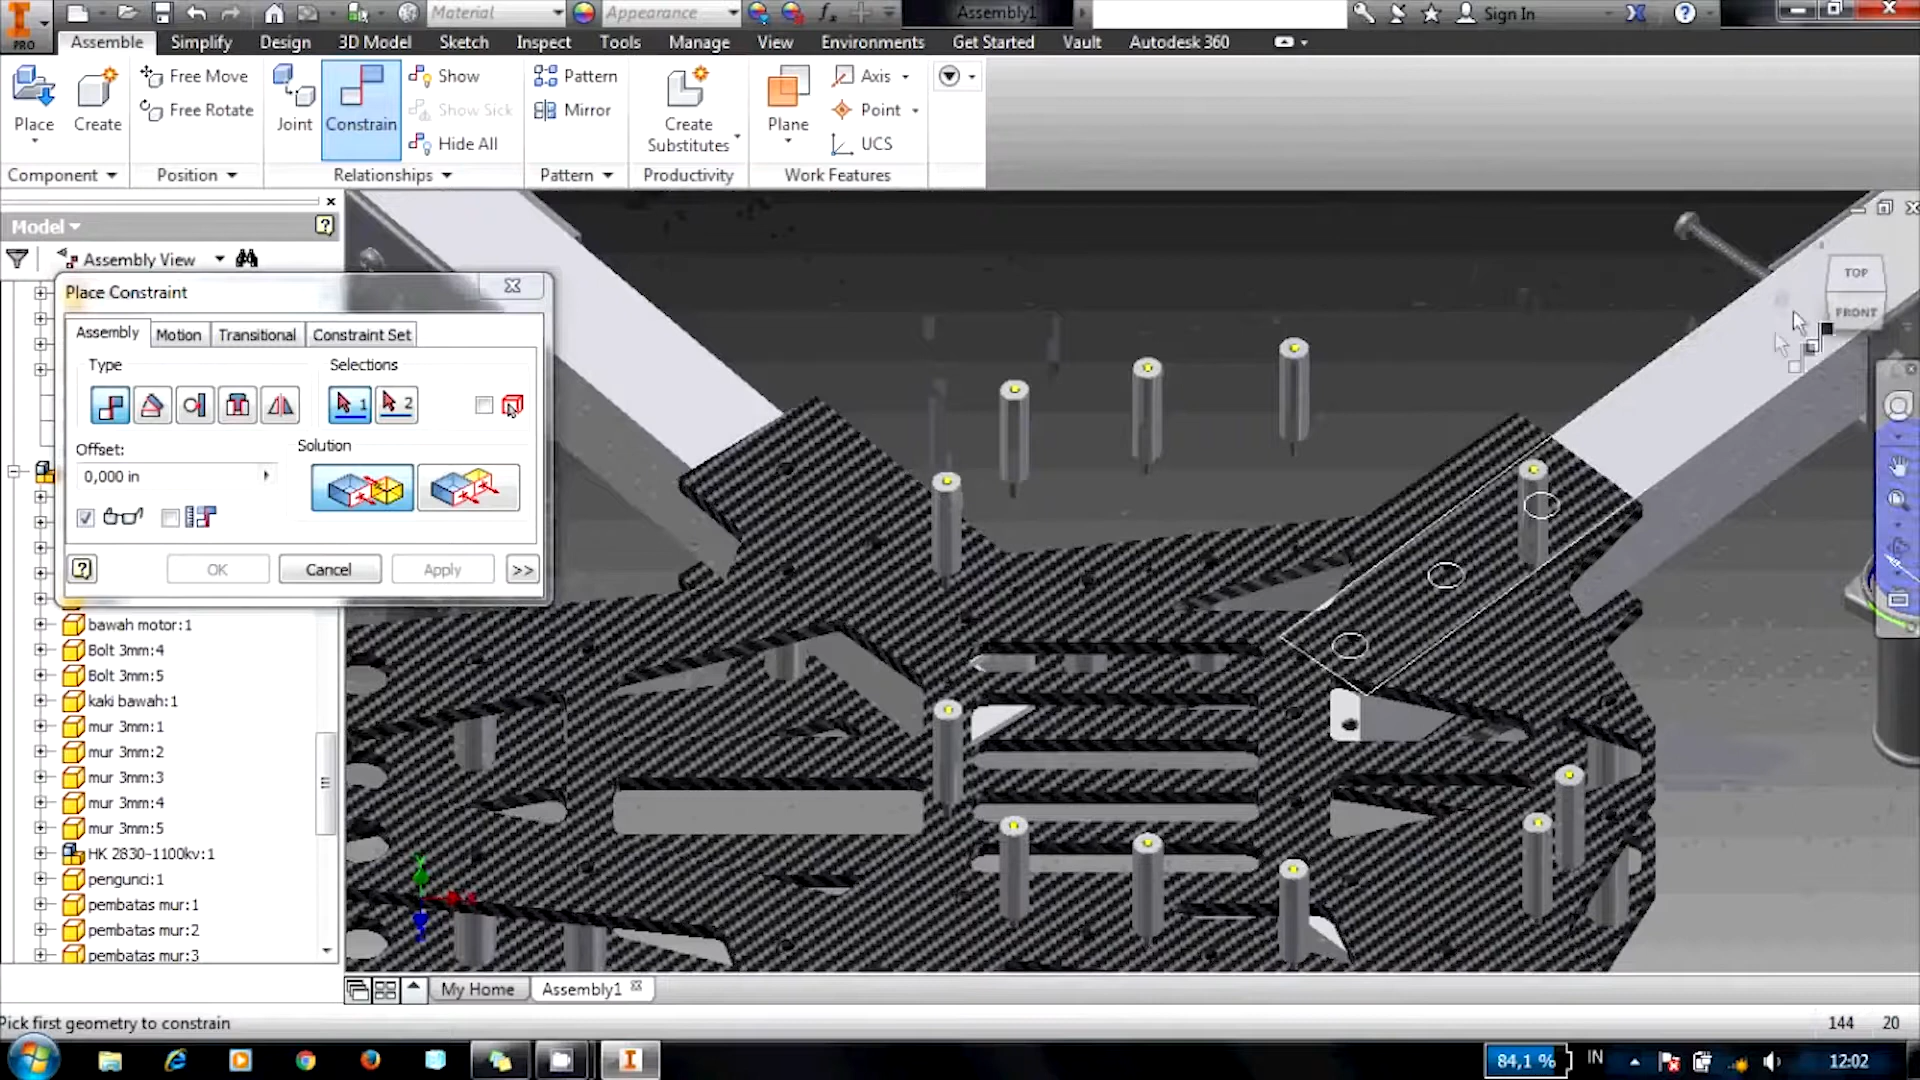 Material
Appearance
Assembly1
Sign In
PRO
Assemble
Simplify
Design
3D Model
Sketch
Inspect
Tools
Manage
View
Environments
Get Started
Vault
Autodesk 360
Free Move
Free Rotate
Show
Show Sick
Hide All
Pattern
Mirror
Axis
Point
UCS
Place
Create
Joint
Constrain
Create
Substitutes
Plane
Component
Position
Relationships
Pattern
Productivity
Work Features
Model
Assembly View
TOP
FRONT
Place Constraint
Assembly
Motion
Transitional
Constraint Set
Type
Selections
1
2
Offset:
Solution
0,000 in
OK
Cancel
Apply
>>
bawah motor:1
Bolt 3mm:4
Bolt 3mm:5
kaki bawah:1
mur 3mm:1
mur 3mm:2
mur 3mm:3
mur 3mm:4
mur 3mm:5
HK 2830-1100kv:1
pengunci:1
pembatas mur:1
pembatas mur:2
pembatas mur:3
My Home
Assembly1
Pick first geometry to constrain
144
20
84,1 %
IN
12:02